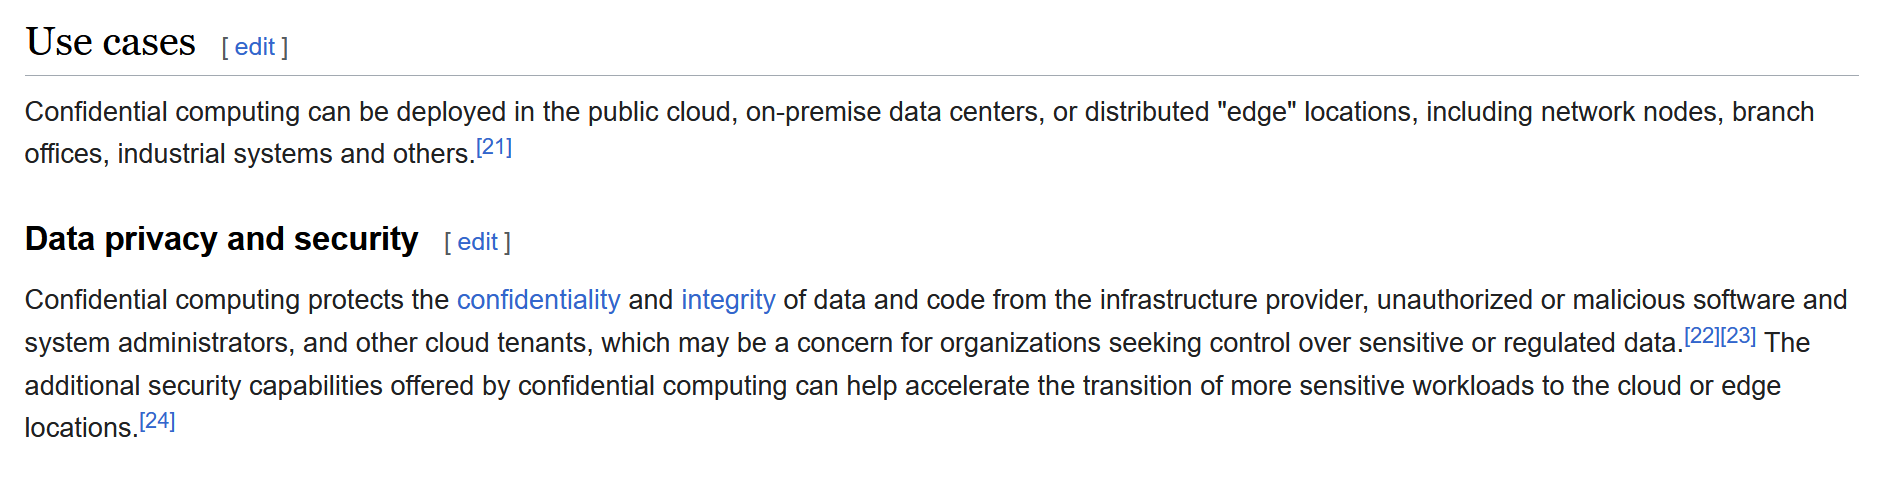 Use cases [ edit ]
Confidential computing can be deployed in the public cloud, on-premise data centers, or distributed "edge" locations, including network nodes, branch
offices, industrial systems and others.[21]
Data privacy and security [ edit ]
Confidential computing protects the confidentiality and integrity of data and code from the infrastructure provider, unauthorized or malicious software and
system administrators, and other cloud tenants, which may be a concern for organizations seeking control over sensitive or regulated data.[22][23] The
additional security capabilities offered by confidential computing can help accelerate the transition of more sensitive workloads to the cloud or edge
locations.[24]